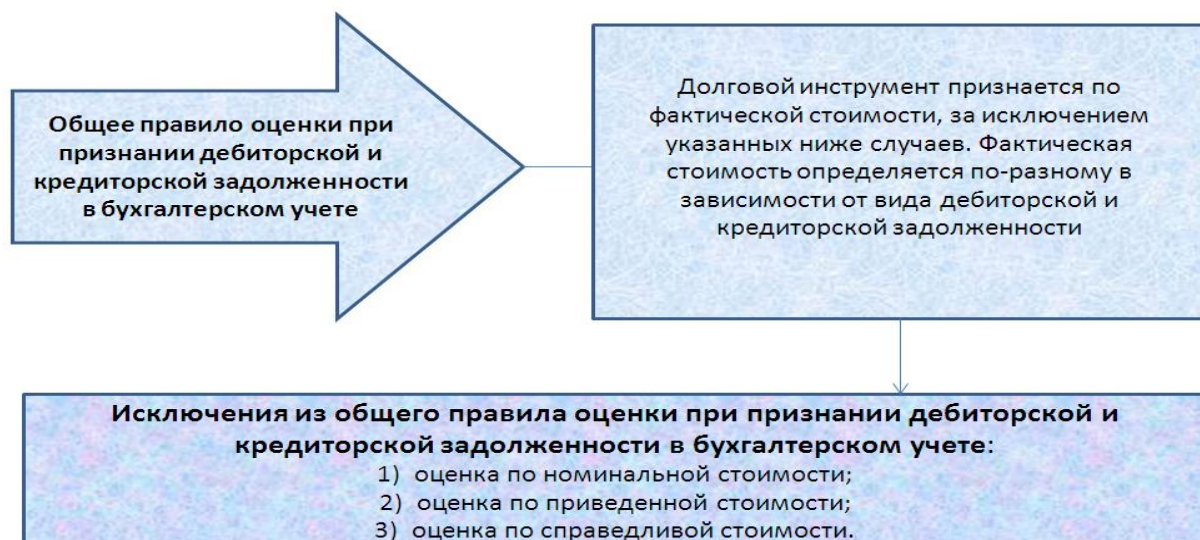 Общее правило оценки при
признании дебиторской и
кредиторской задолженности
в бухгалтерском учете
Долговой инструмент признается по
фактической стоимости, за исключением
указанных ниже случаев. Фактическая
стоимость определяется по-разному в
зависимости от вида дебиторской и
кредиторской задолженности
Исключения из общего правила оценки при признании дебиторской и
кредиторской задолженности в бухгалтерском учете:
1) оценка по номинальной стоимости;
2) оценка по приведенной стоимости;
3) оценка по справедливой стоимости.